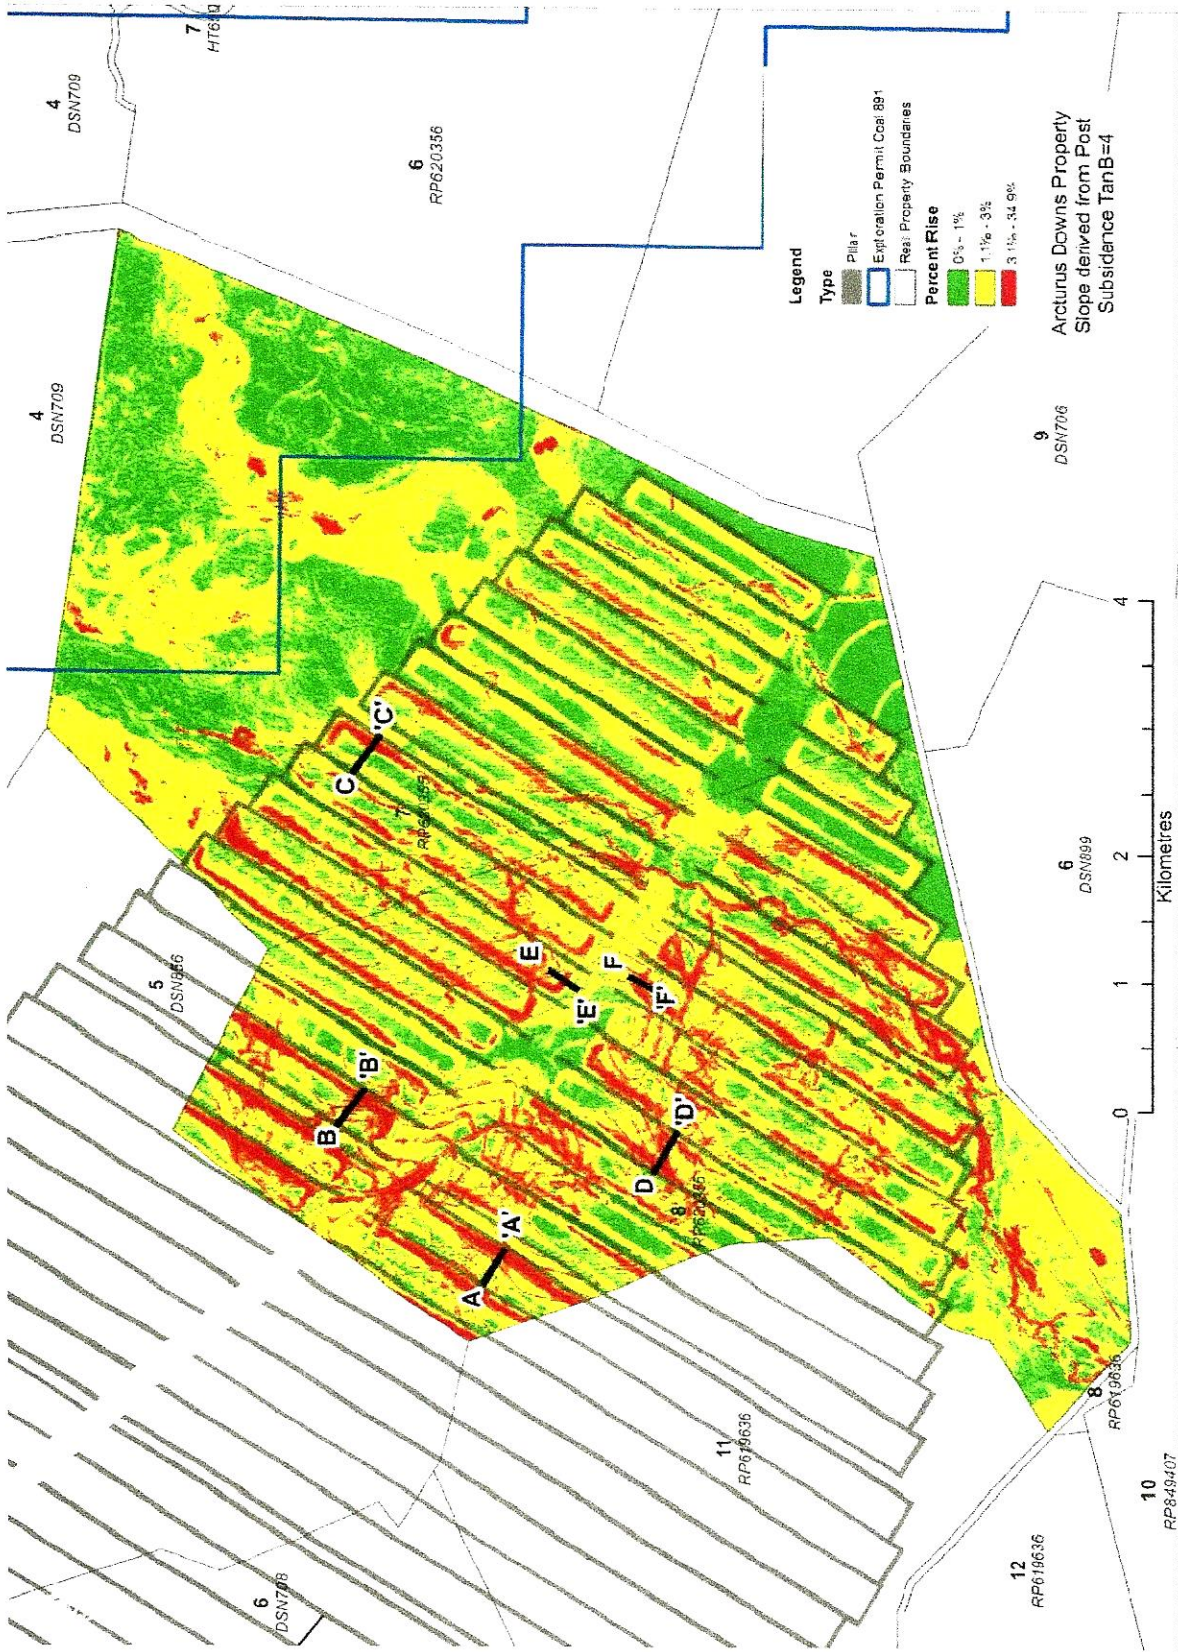 4
DSN709
7
4
DSN709
6
RP620356
5
DSN856
C
'C'
7
B
'B'
E
'E'
F
'F'
A
'A'
D
'D'
8
9
DSN706
6
DSN899
6
DSN708
11
RP619636
12
RP619636
10
RP849407
8
RP619636
Legend
Type
Pillar
Exploration Permit Coal 891
Real Property Boundaries
Percent Rise
0% - 1%
1.1% - 3%
3.1% - 34.9%
Arcturus Downs Property
Slope derived from Post
Subsidence TanB=4
0
1
2
4
Kilometres